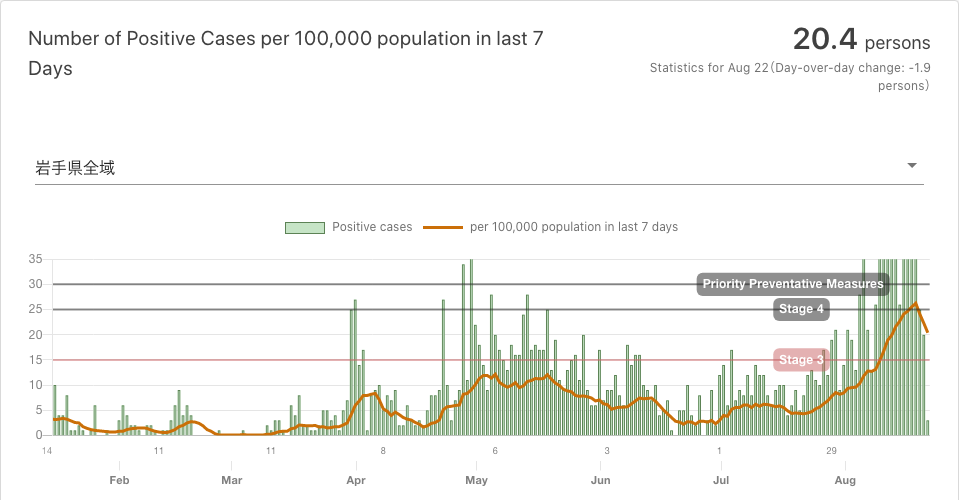 Number of Positive Cases per 100,000 population in last 7
Days
20.4 persons
Statistics for Aug 22(Day-over-day change: -1.9
persons)
岩手県全域
Positive cases
per 100,000 population in last 7 days
35
30
25
20
15
10
5
0
Priority Preventative Measures
Stage 4
Stage 3
14 11 11 8 6 3 1 29
Feb Mar Apr May Jun Jul Aug